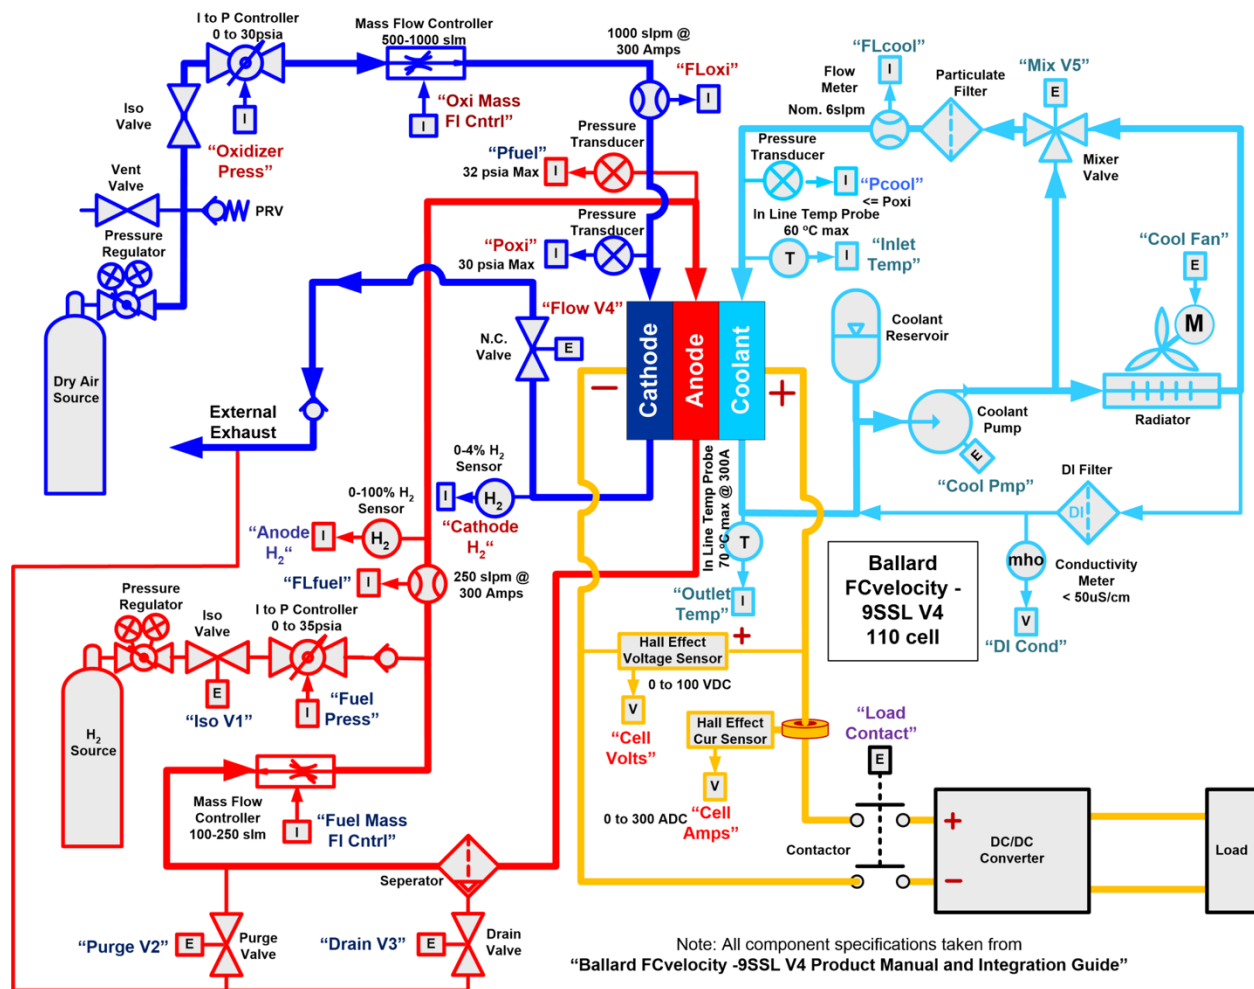 I to P Controller
0 to 30psia
Mass Flow Controller
500-1000 slm
1000 slpm @
300 Amps
“FLoxi”
I
“FLcool”
I
Flow
Meter
Nom. 6slpm
Particulate
Filter
“Mix V5”
E
Mixer
Valve
Iso
Valve
I
“Oxidizer
Press”
“Oxi Mass
Fl Cntrl”
I
Pressure
Transducer
“Pfuel”
I
32 psia Max
Pressure
Transducer
I
“Pcool”
<= Poxi
Vent
Valve
PRV
In Line Temp Probe
60 ºC max
T
I
“Inlet
Temp”
“Cool Fan”
E
M
Pressure
Regulator
Pressure
Transducer
“Poxi”
I
30 psia Max
“Flow V4”
N.C.
Valve
E
Cathode
Anode
Coolant
−
+
Coolant
Reservoir
Dry Air
Source
External
Exhaust
Coolant
Pump
E
“Cool Pmp”
Radiator
0-4% H2
Sensor
I
H2
“Cathode
H2“
0-100% H2
Sensor
“Anode
H2“
I
H2
In Line Temp Probe
70 ºC max @ 300A
T
I
“Outlet
Temp”
DI Filter
DI
mho
Conductivity
Meter
< 50uS/cm
V
“DI Cond”
Ballard
FCvelocity -
9SSL V4
110 cell
“FLfuel”
I
250 slpm @
300 Amps
Pressure
Regulator
Iso
Valve
I to P Controller
0 to 35psia
E
“Iso V1”
I
“Fuel
Press”
H2
Source
Hall Effect
Voltage Sensor
+
0 to 100 VDC
V
“Cell
Volts”
Hall Effect
Cur Sensor
V
0 to 300 ADC
“Cell
Amps”
“Load
Contact”
E
Contactor
+
−
DC/DC
Converter
Load
Mass Flow
Controller
100-250 slm
I
“Fuel Mass
Fl Cntrl”
Seperator
“Purge V2”
E
Purge
Valve
“Drain V3”
E
Drain
Valve
Note: All component specifications taken from
“Ballard FCvelocity -9SSL V4 Product Manual and Integration Guide”